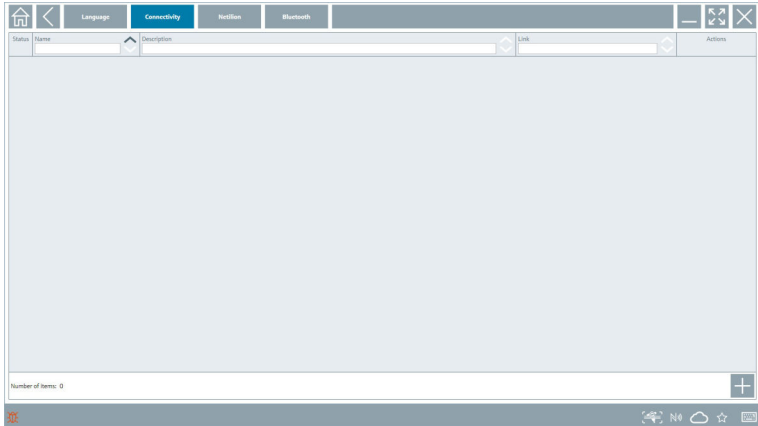 Language
Connectivity
Netilion
Bluetooth
Status
Name
Description
Link
Actions
Number of Items: 0